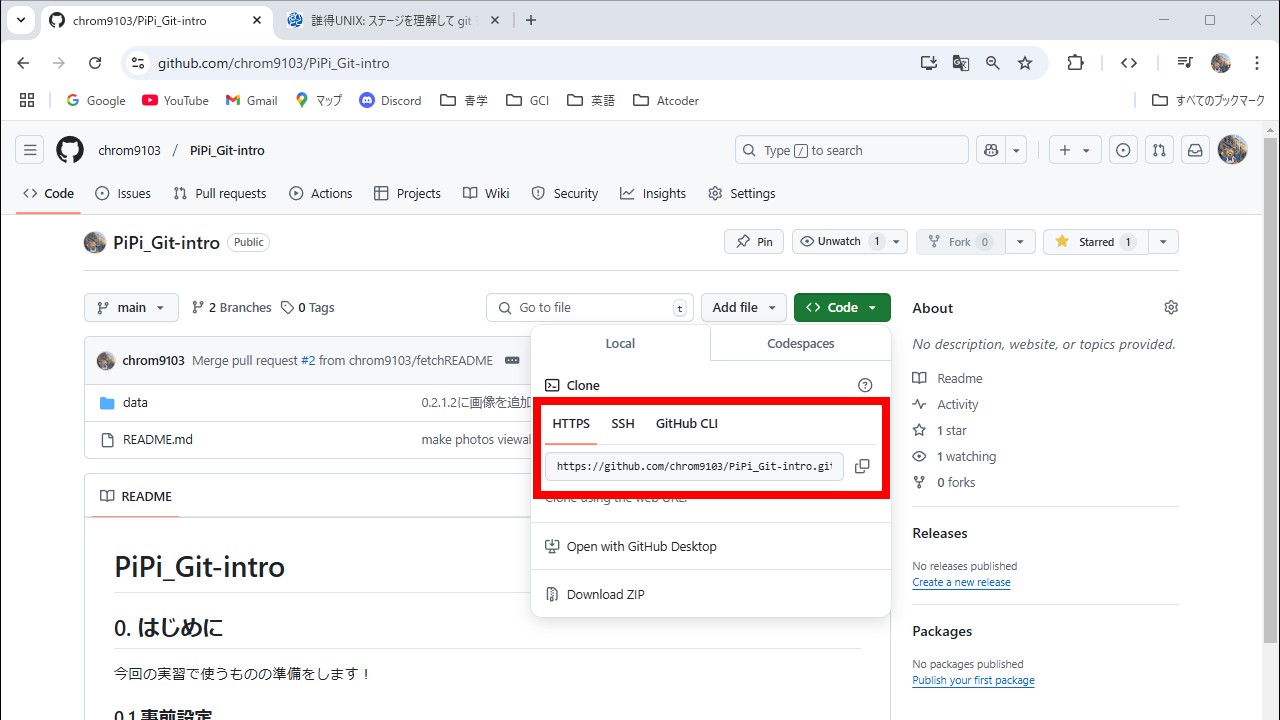 chrom9103/PiPi_Git-intro
誰得UNIX: ステージを理解して git
github.com/chrom9103/PiPi_Git-intro
Google YouTube Gmail マップ Discord 青学 GCI 英語 Atcoder すべてのブックマーク
chrom9103 / PiPi_Git-intro Type / to search
Code Issues Pull requests Actions Projects Wiki Security Insights Settings
PiPi_Git-intro Public Pin Unwatch 1 Fork 0 Starred 1
main 2 Branches 0 Tags Go to file t Add file Code
About
No description, website, or topics provided.
Readme
Activity
1 star
1 watching
0 forks
Releases
No releases published
Create a new release
Packages
No packages published
Publish your first package
Local Codespaces
Clone
HTTPS SSH GitHub CLI
https://github.com/chrom9103/PiPi_Git-intro.git
Clone using the web URL.
Open with GitHub Desktop
Download ZIP
chrom9103 Merge pull request #2 from chrom9103/fetchREADME
data 0.2.1.2に画像を追加
README.md make photos viewal
README
PiPi_Git-intro
0. はじめに
今回の実習で使うものの準備をします！
0.1 事前設定